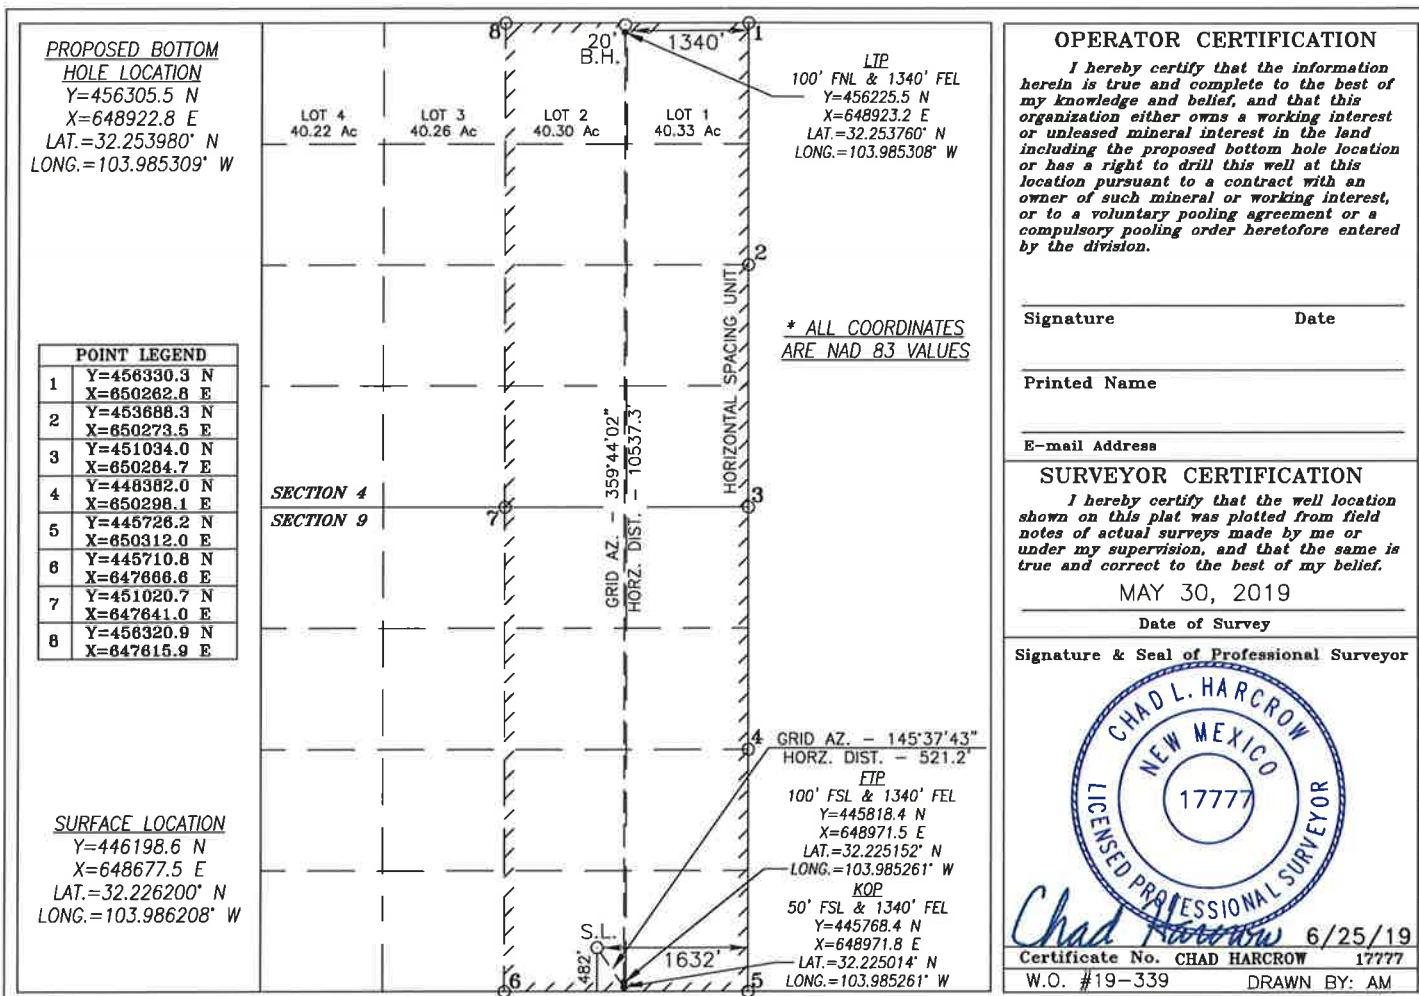 PROPOSED BOTTOM
HOLE LOCATION
Y=456305.5 N
X=648922.8 E
LAT.=32.253980° N
LONG.=103.985309° W
POINT LEGEND
1 Y=456330.3 N
X=650262.8 E
2 Y=453688.3 N
X=650273.5 E
3 Y=451034.0 N
X=650284.7 E
4 Y=448382.0 N
X=650298.1 E
5 Y=445726.2 N
X=650312.0 E
6 Y=445710.8 N
X=647666.6 E
7 Y=451020.7 N
X=647641.0 E
8 Y=456320.9 N
X=647615.9 E
SURFACE LOCATION
Y=446198.6 N
X=648677.5 E
LAT.=32.226200° N
LONG.=103.986208° W
8
20'
B.H.
1340'
1
LOT 4
40.22 Ac
LOT 3
40.26 Ac
LOT 2
40.30 Ac
LOT 1
40.33 Ac
2
HORIZONTAL SPACING UNIT
GRID AZ. - 359°44'02"
HORZ. DIST. - 10537.3'
SECTION 4
SECTION 9
7
3
4
S.L.
482'
1632'
6
5
LTP
100' FNL & 1340' FEL
Y=456225.5 N
X=648923.2 E
LAT.=32.253760° N
LONG.=103.985308° W
* ALL COORDINATES
ARE NAD 83 VALUES
GRID AZ. - 145°37'43"
HORZ. DIST. - 521.2'
FTP
100' FSL & 1340' FEL
Y=445818.4 N
X=648971.5 E
LAT.=32.225152° N
LONG.=103.985261° W
KOP
50' FSL & 1340' FEL
Y=445768.4 N
X=648971.8 E
LAT.=32.225014° N
LONG.=103.985261° W
OPERATOR CERTIFICATION
I hereby certify that the information
herein is true and complete to the best of
my knowledge and belief, and that this
organization either owns a working interest
or unleased mineral interest in the land
including the proposed bottom hole location
or has a right to drill this well at this
location pursuant to a contract with an
owner of such mineral or working interest,
or to a voluntary pooling agreement or a
compulsory pooling order heretofore entered
by the division.
Signature Date
Printed Name
E-mail Address
SURVEYOR CERTIFICATION
I hereby certify that the well location
shown on this plat was plotted from field
notes of actual surveys made by me or
under my supervision, and that the same is
true and correct to the best of my belief.
MAY 30, 2019
Date of Survey
Signature & Seal of Professional Surveyor
CHAD L. HARCROW
NEW MEXICO
17777
LICENSED PROFESSIONAL SURVEYOR
Chad Harcrow 6/25/19
Certificate No. CHAD HARCROW 17777
W.O. #19-339 DRAWN BY: AM